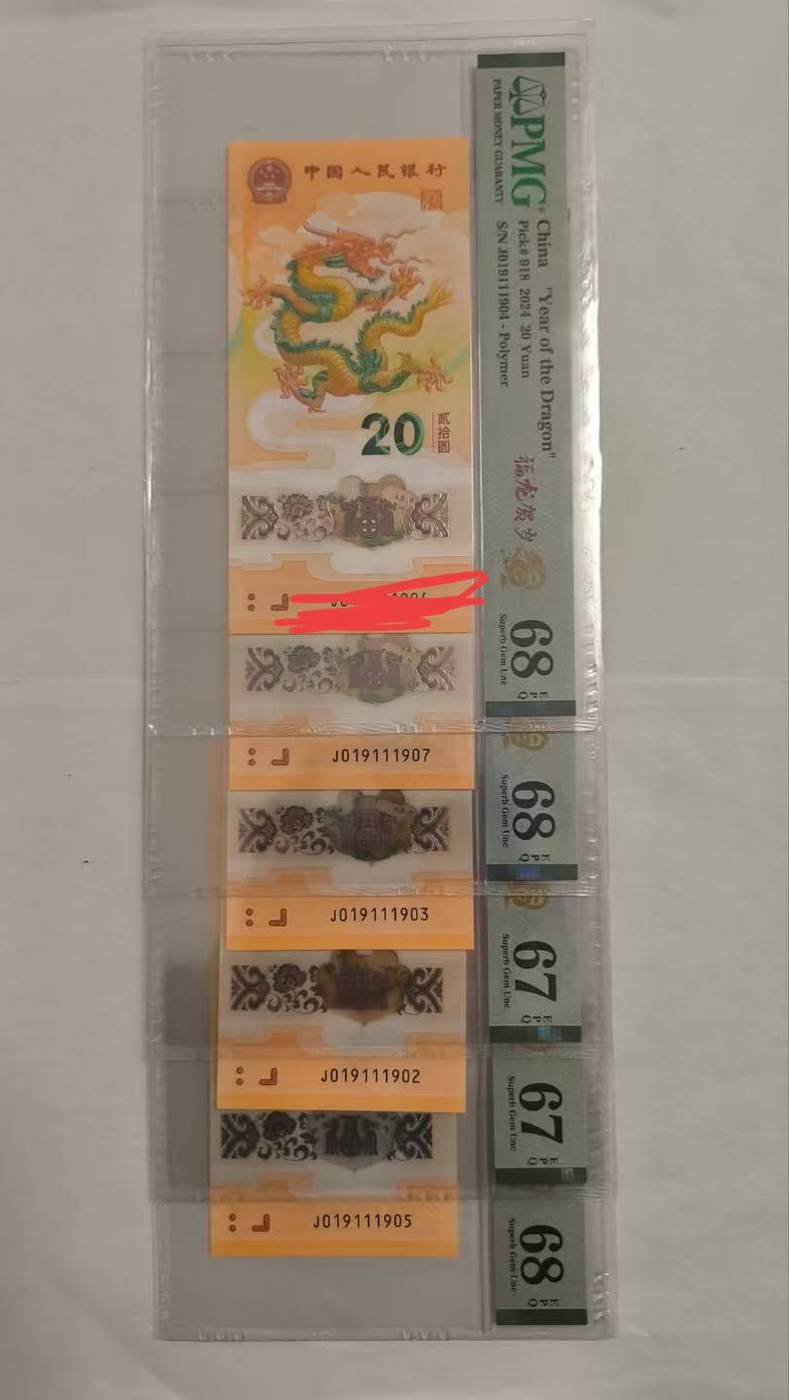 中国人民银行
20
贰拾圆
PMG
PAPER MONEY GUARANTY
China "Year of the Dragon"
Pick# 918 2024 20 Yuan
S/N J019111904 - Polymer
福龙贺岁
68 EPQ
Superb Gem Unc
J019111907
68 EPQ
Superb Gem Unc
J019111903
67 EPQ
Superb Gem Unc
J019111902
67 EPQ
Superb Gem Unc
J019111905
68 EPQ
Superb Gem Unc